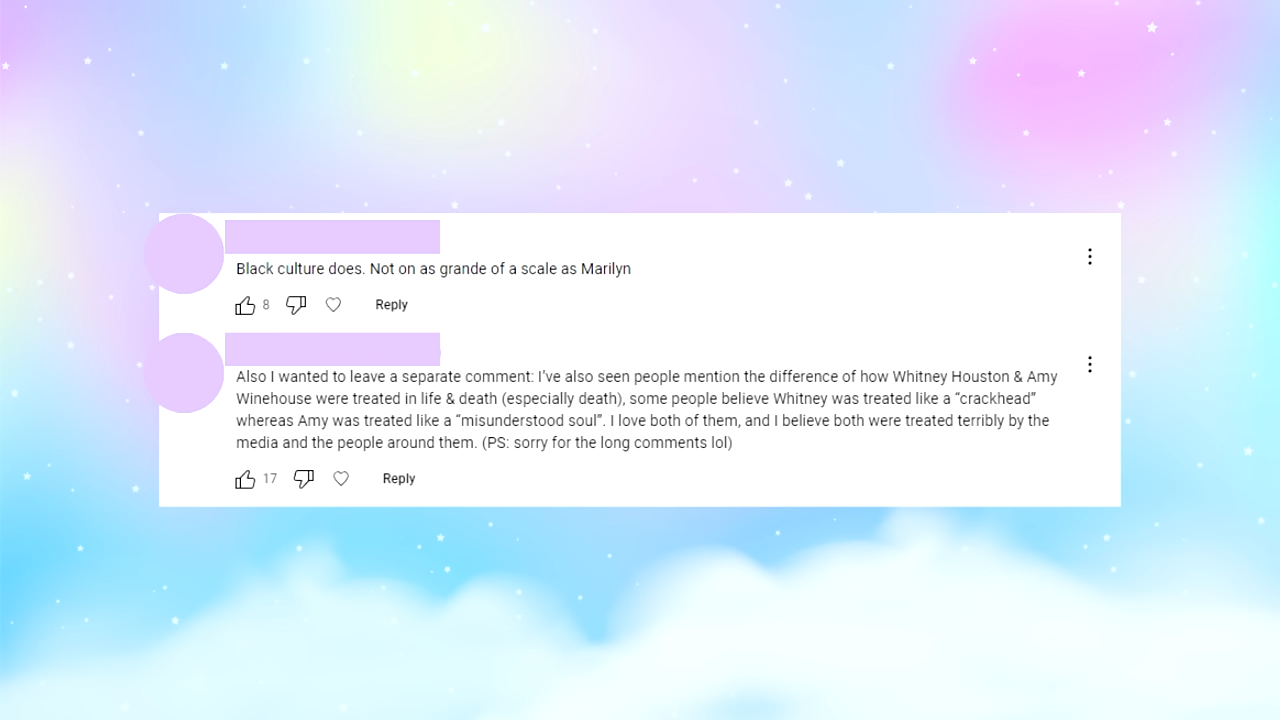 Black culture does. Not on as grande of a scale as Marilyn
8 Reply
Also I wanted to leave a separate comment: I've also seen people mention the difference of how Whitney Houston & Amy
Winehouse were treated in life & death (especially death), some people believe Whitney was treated like a “crackhead”
whereas Amy was treated like a “misunderstood soul”. I love both of them, and I believe both were treated terribly by the
media and the people around them. (PS: sorry for the long comments lol)
17 Reply